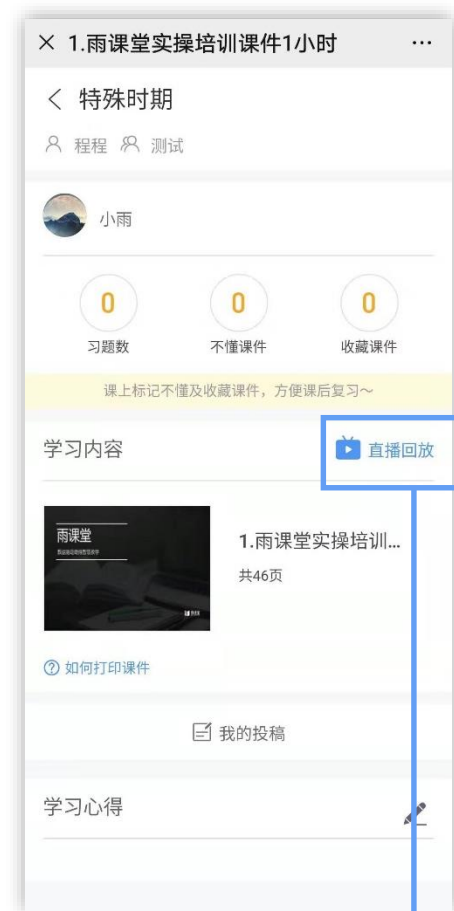 × 1.雨课堂实操培训课件1小时 ···
< 特殊时期
程程 测试
小雨
0 0 0
习题数 不懂课件 收藏课件
课上标记不懂及收藏课件，方便课后复习～
学习内容 直播回放
雨课堂
1.雨课堂实操培训...
共46页
? 如何打印课件
我的投稿
学习心得